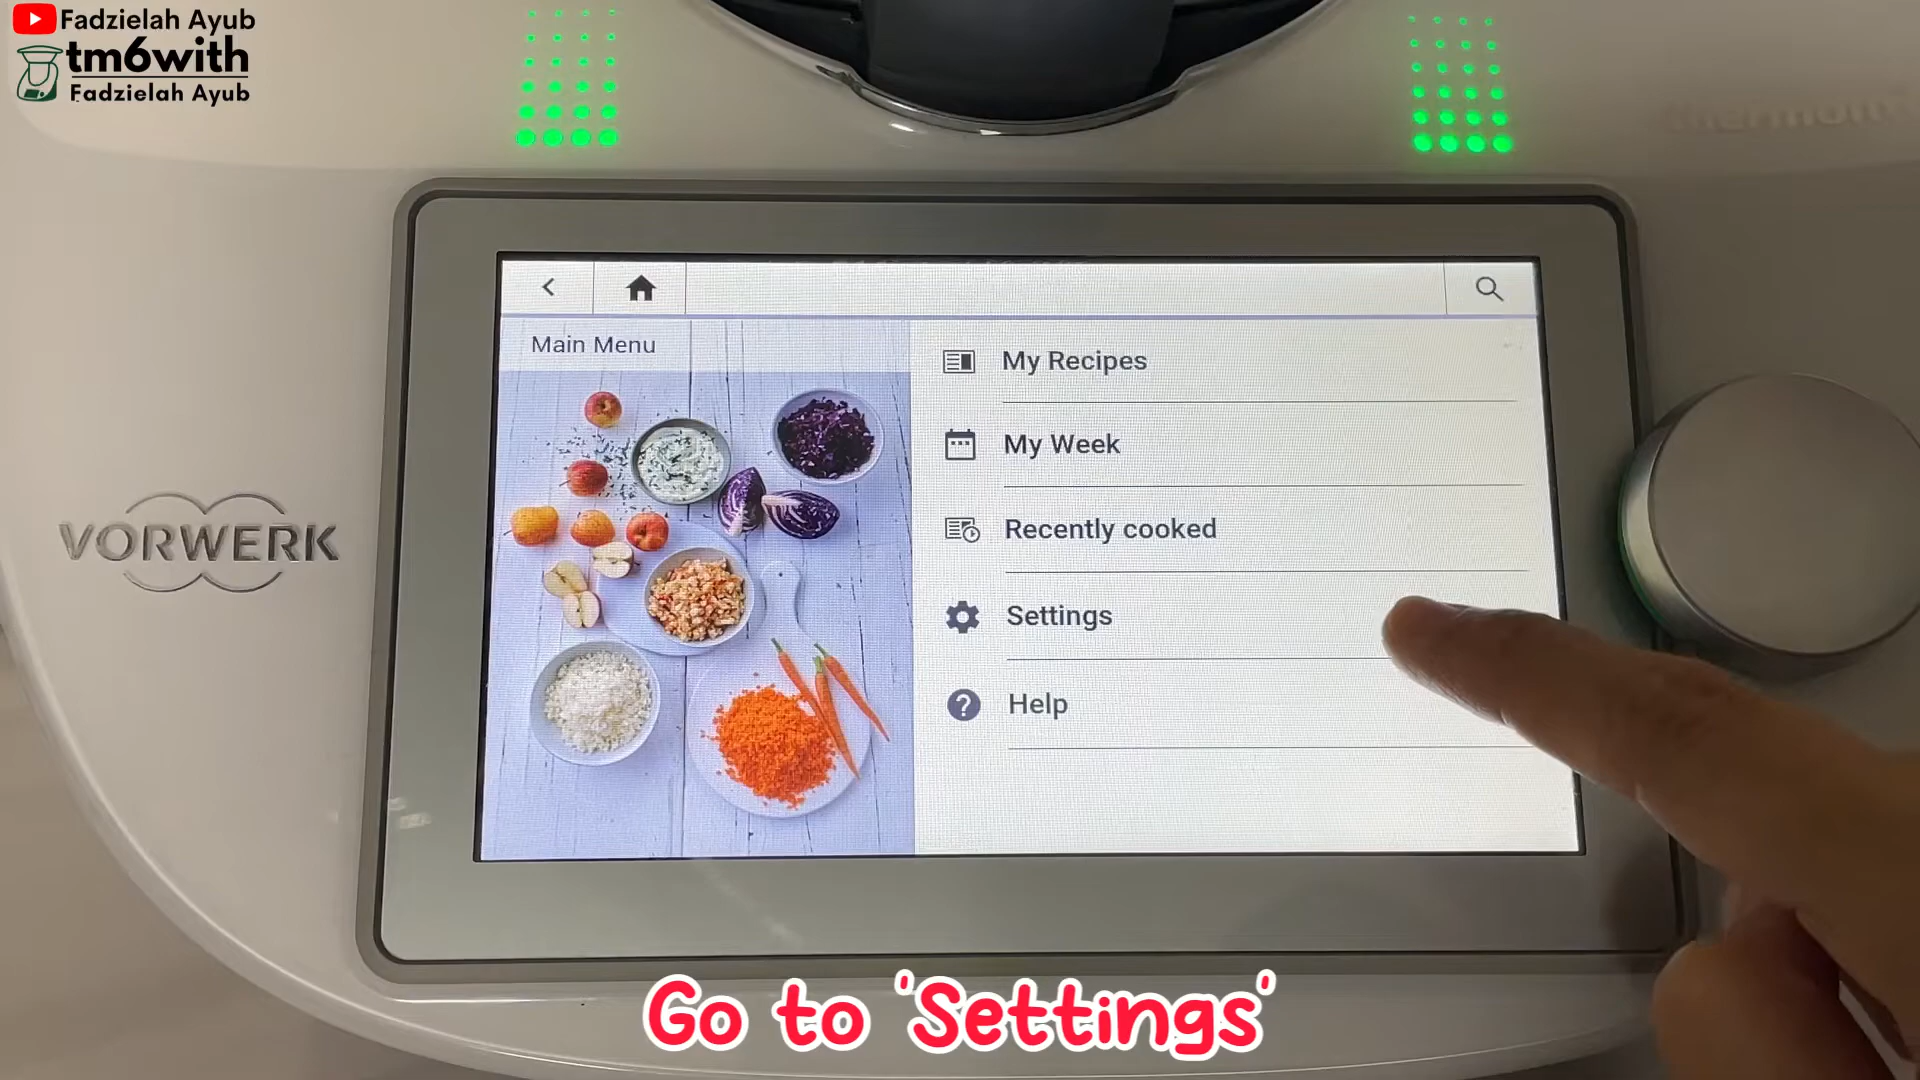 Fadzielah Ayub
tm6with
Fadzielah Ayub
thermomix
Main Menu
My Recipes
My Week
Recently cooked
Settings
Help
VORWERK
Go to 'Settings'